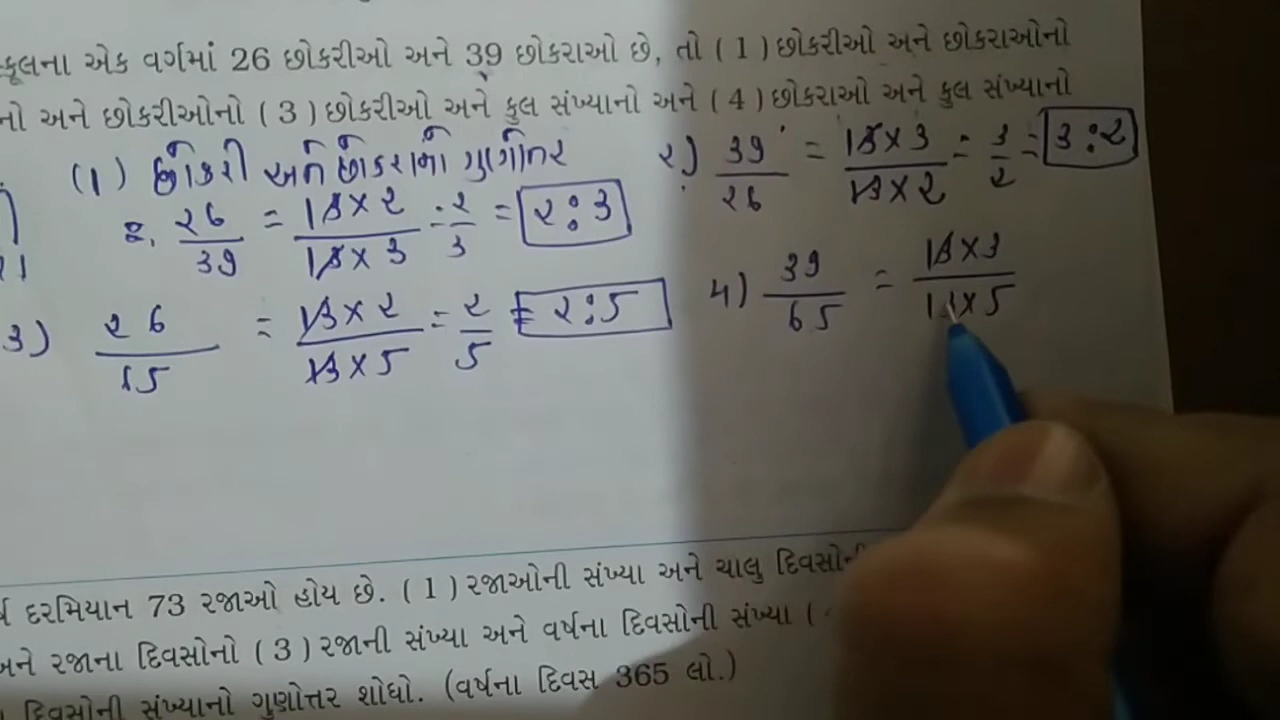 સ્કૂલના એક વર્ગમાં 26 છોકરીઓ અને 39 છોકરાઓ છે, તો ( 1 ) છોકરીઓ અને છોકરાઓનો
નો અને છોકરીઓનો ( 3 ) છોકરીઓ અને કુલ સંખ્યાનો અને ( 4 ) છોકરાઓ અને કુલ સંખ્યાનો
(1) છોકરી અને છોકરાનો ગુણોત્તર
26/39 = 13×2/13×3 = 2/3 = 2:3
૨) 39/26 = 13×3/13×2 = 3/2 = 3:2
3) 26/65 = 13×2/13×5 = 2/5 = 2:5
4) 39/65 = 13×3/13×5
દરમિયાન 73 રજાઓ હોય છે. ( 1 ) રજાઓની સંખ્યા અને ચાલુ
અને રજાના દિવસોનો ( 3 ) રજાની સંખ્યા અને વર્ષના દિવસોની સંખ્યા (
દિવસોની સંખ્યાનો ગુણોત્તર શોધો. (વર્ષના દિવસ 365 લો.)